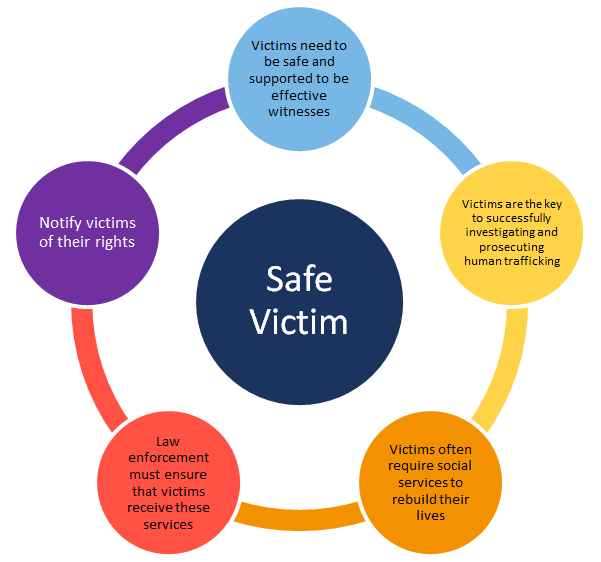 Victims need to
be safe and
supported to be
effective
witnesses
Victims are the key
to successfully
investigating and
prosecuting
human trafficking
Victims often
require social
services to
rebuild their
lives
Law
enforcement
must ensure
that victims
receive these
services
Notify victims
of their rights
Safe
Victim